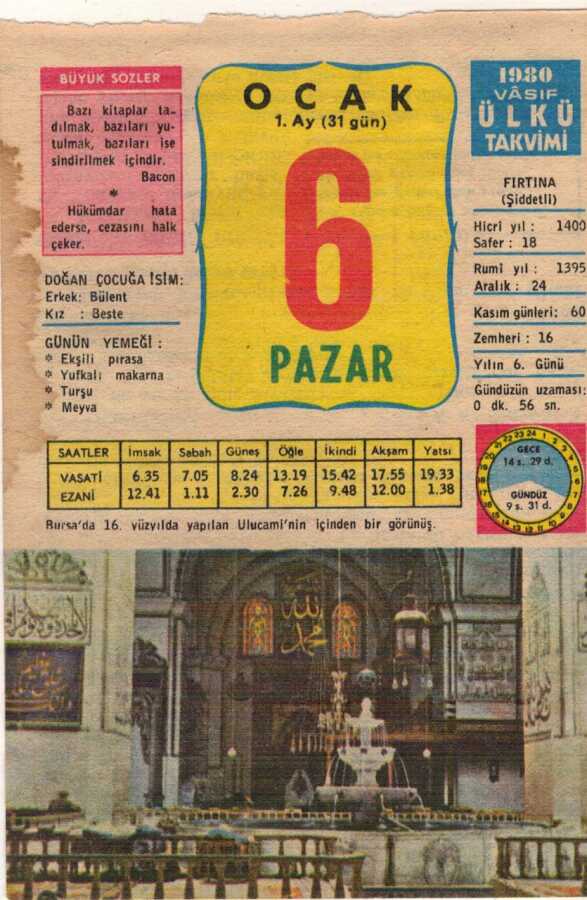 BÜYÜK SÖZLER
Bazı kitaplar ta-
dılmak, bazıları yu-
tulmak, bazıları ise
sindirilmek içindir.
Bacon
*
Hükümdar hata
ederse, cezasını halk
çeker.
DOĞAN ÇOCUĞA İSİM:
Erkek: Bülent
Kız : Beste
GÜNÜN YEMEĞİ :
* Ekşili pırasa
* Yufkalı makarna
* Turşu
* Meyva
OCAK
1. Ay (31 gün)
6
PAZAR
1980
VÂSIF
ÜLKÜ
TAKVİMİ
FIRTINA
(Şiddetli)
Hicrî yıl : 1400
Safer : 18
Rumî yıl : 1395
Aralık : 24
Kasım günleri: 60
Zemheri : 16
Yılın 6. Günü
Gündüzün uzaması:
0 dk. 56 sn.
SAATLER İmsak Sabah Güneş Öğle İkindi Akşam Yatsı
VASATİ 6.35 7.05 8.24 13.19 15.42 17.55 19.33
EZANİ 12.41 1.11 2.30 7.26 9.48 12.00 1.38
GECE
14 s. 29 d.
GÜNDÜZ
9 s. 31 d.
Bursa'da 16. yüzyılda yapılan Ulucami'nin içinden bir görünüş.
الله
محمد